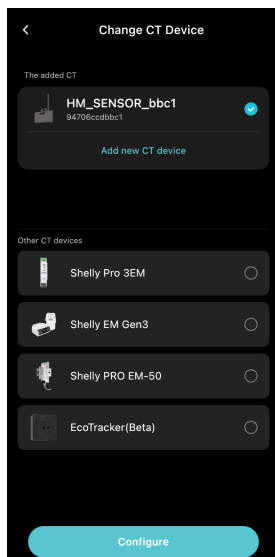 Change CT Device
The added CT
HM_SENSOR_bbc1
94706ccdbbc1
Add new CT device
Other CT devices
Shelly Pro 3EM
Shelly EM Gen3
Shelly PRO EM-50
EcoTracker(Beta)
Configure